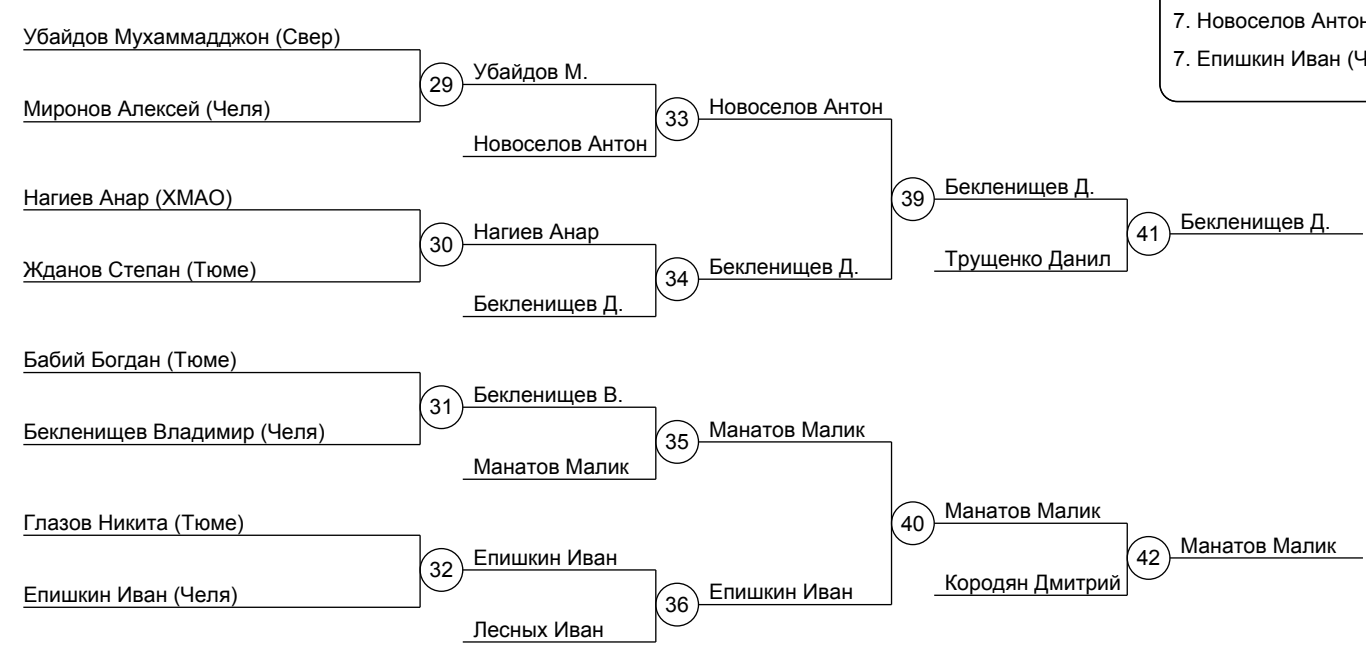 7. Новоселов Антон
7. Епишкин Иван
Убайдов Мухаммадджон (Свер)
29
Убайдов М.
Миронов Алексей (Челя)
33
Новоселов Антон
Новоселов Антон
Нагиев Анар (ХМАО)
39
Бекленищев Д.
30
Нагиев Анар
41
Бекленищев Д.
Жданов Степан (Тюме)
34
Бекленищев Д.
Трущенко Данил
Бекленищев Д.
Бабий Богдан (Тюме)
31
Бекленищев В.
Бекленищев Владимир (Челя)
35
Манатов Малик
Манатов Малик
Глазов Никита (Тюме)
40
Манатов Малик
32
Епишкин Иван
42
Манатов Малик
Епишкин Иван (Челя)
36
Епишкин Иван
Кородян Дмитрий
Лесных Иван